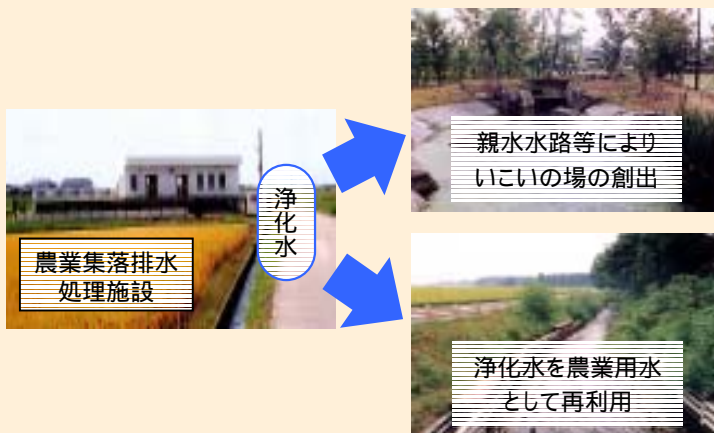 農業集落排水
処理施設
浄化水
親水水路等により
いこいの場の創出
浄化水を農業用水
として再利用